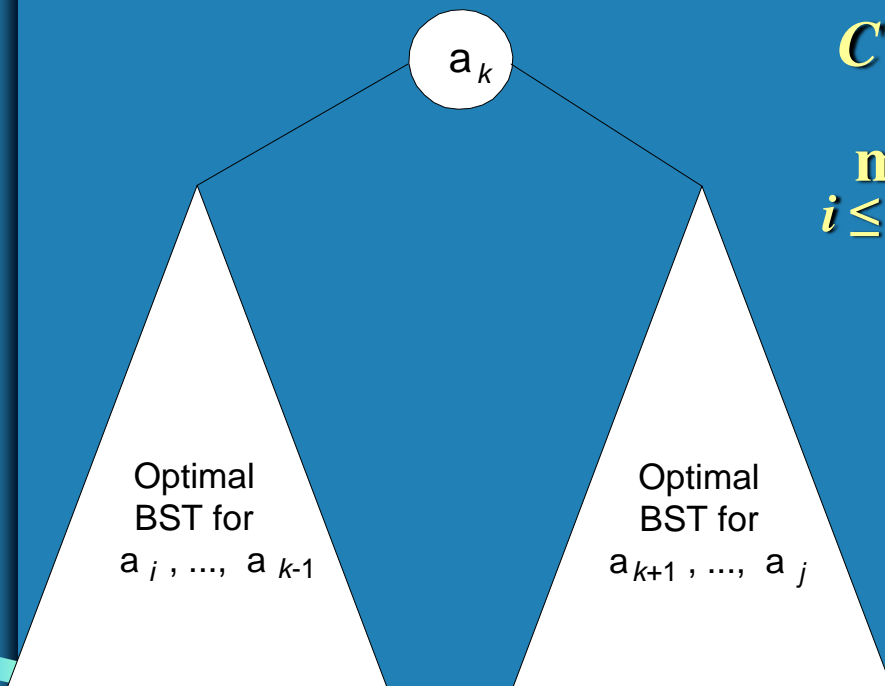 a k
C
i ≤
Optimal
BST for
a i , ..., a k-1
Optimal
BST for
a k+1 , ..., a j